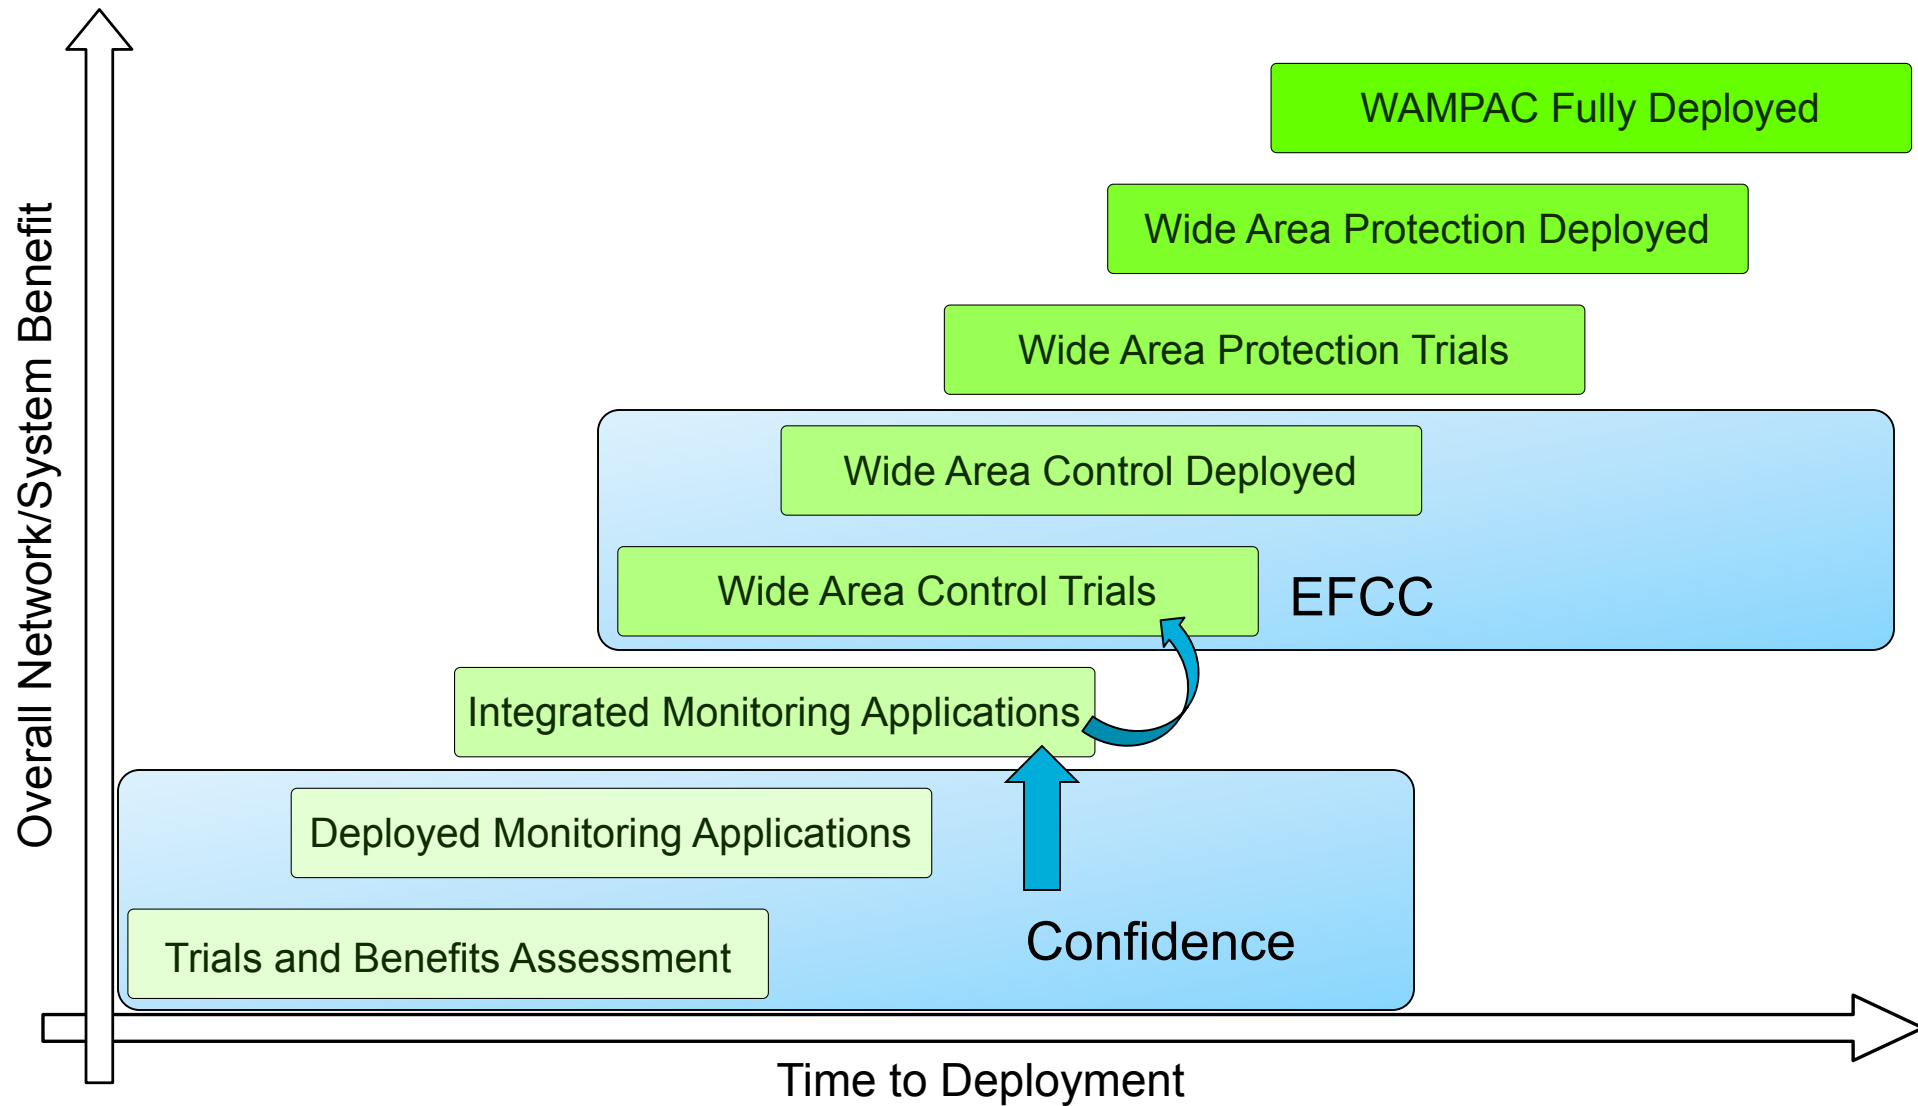 Overall Network/System Benefit
WAMPAC Fully Deployed
Wide Area Protection Deployed
Wide Area Protection Trials
Wide Area Control Deployed
Wide Area Control Trials
EFCC
Integrated Monitoring Applications
Deployed Monitoring Applications
Confidence
Trials and Benefits Assessment
Time to Deployment